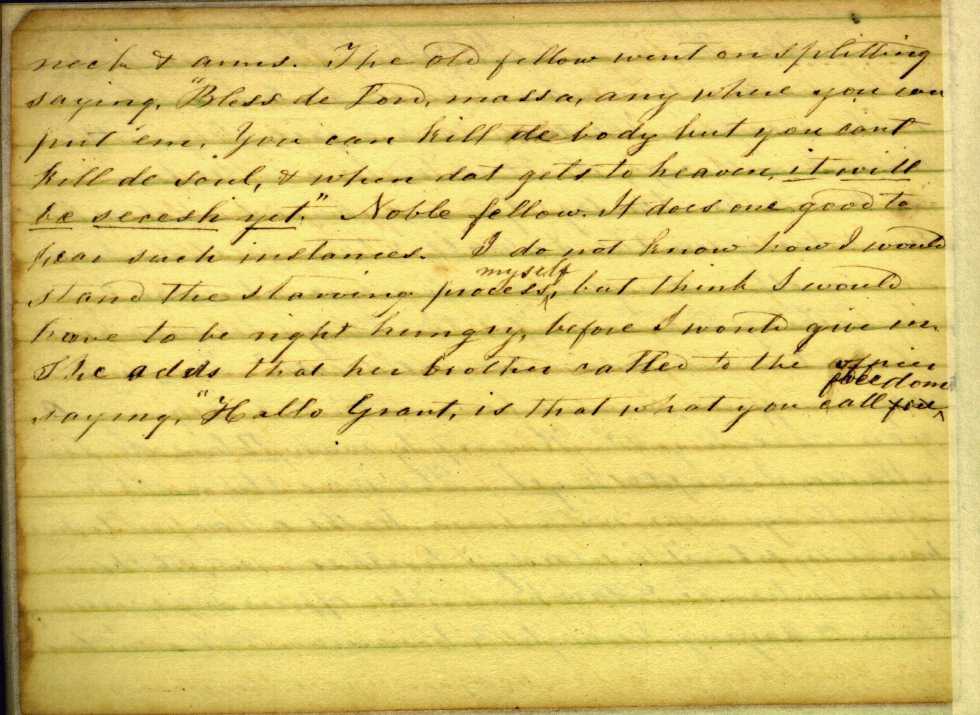 neck & arms. The old fellow went on splitting
saying, "Bless de Lord, massa, any where you can
put 'em. You can kill de body but you cant
kill de soul, & when dat gets to heaven, it will
be secesh yet." Noble fellow. It does one good to
hear such instances. I do not know how I would
stand the starving process myself, but think I would
have to be right hungry, before I would give in.
She adds that her brother called to the officer
saying, "Hallo Grant, is that what you call free freedom